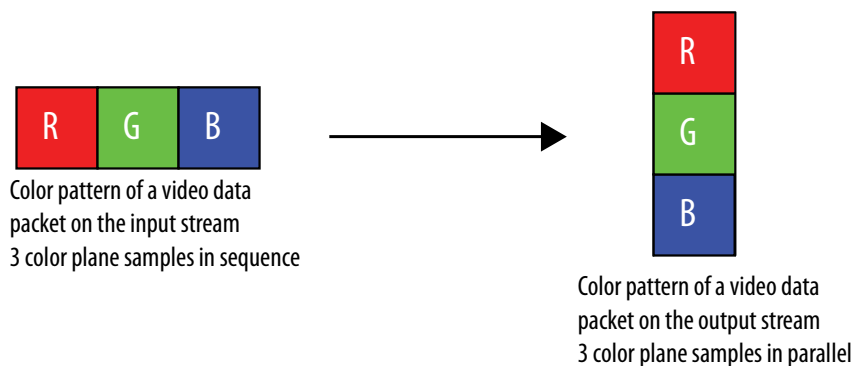 R G B
Color pattern of a video data
packet on the input stream
3 color plane samples in sequence
R
G
B
Color pattern of a video data
packet on the output stream
3 color plane samples in parallel